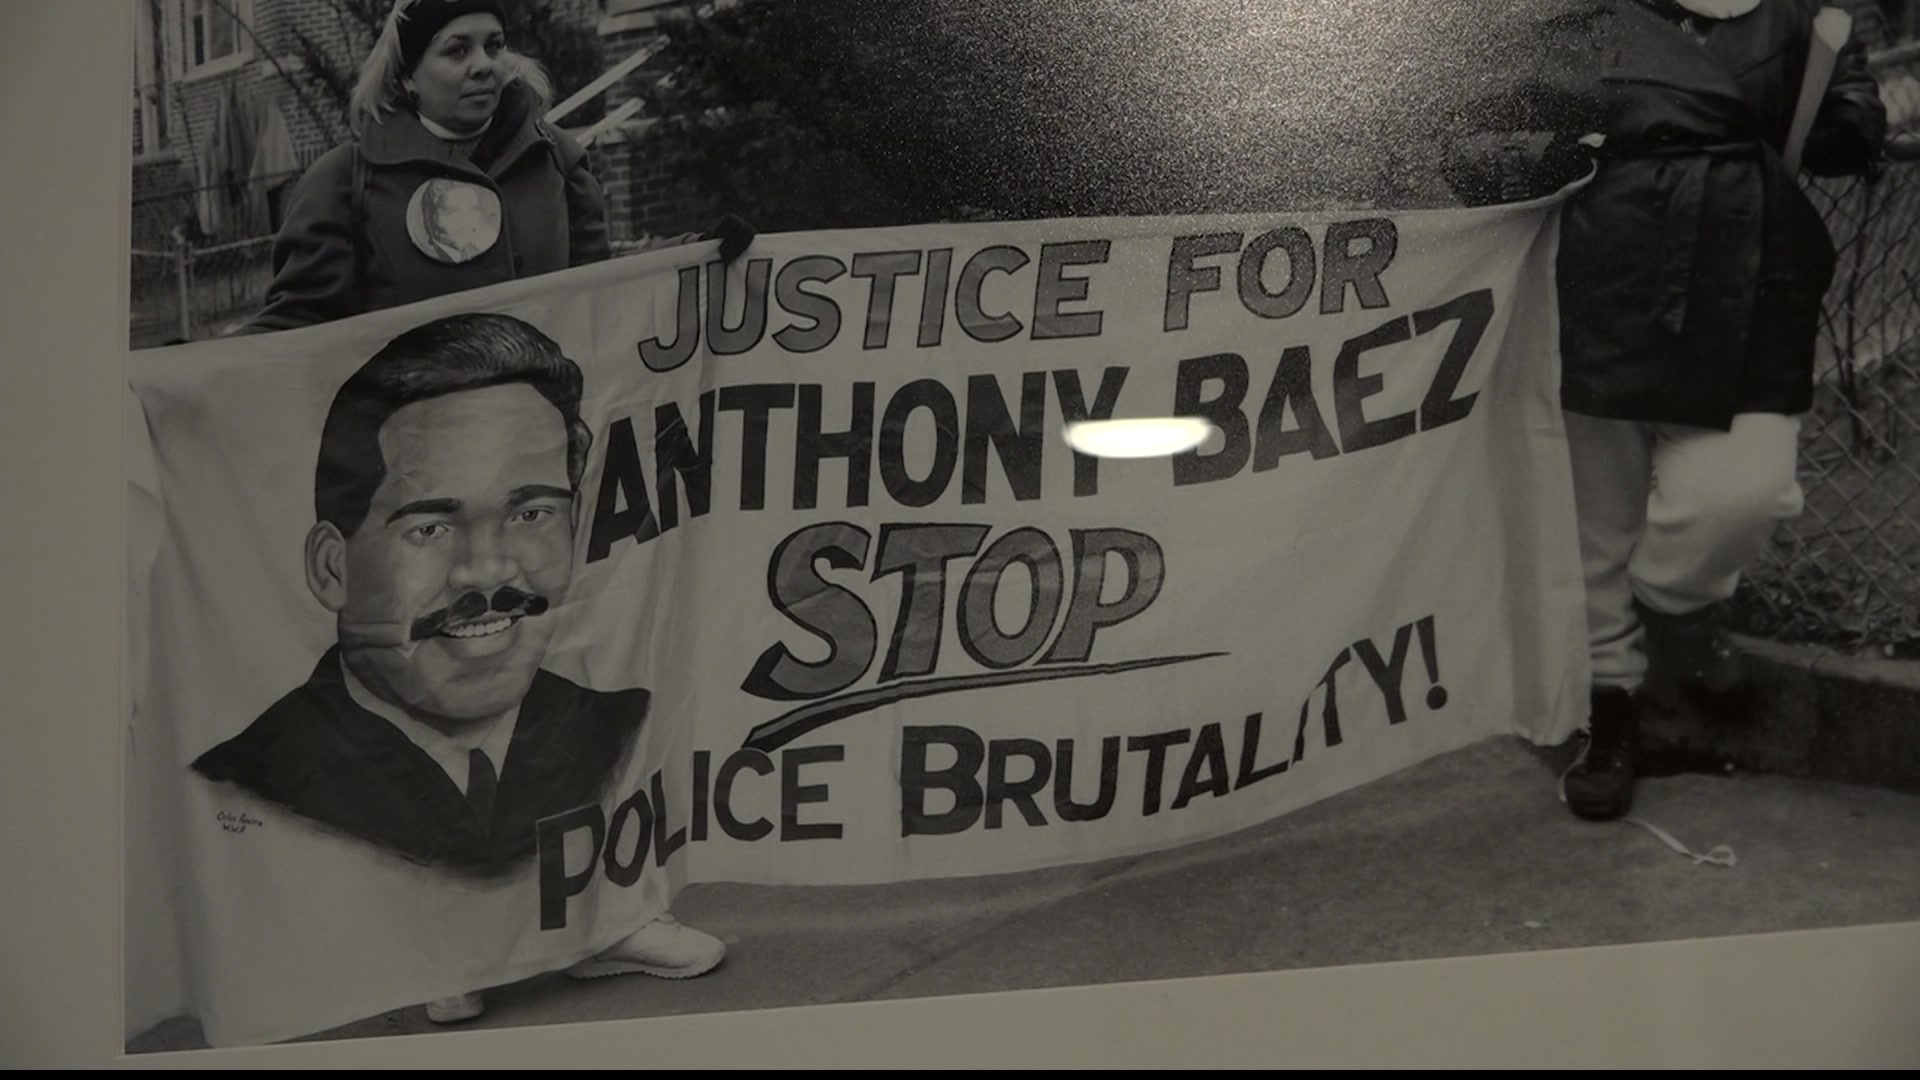 JUSTICE FOR
ANTHONY BAEZ
STOP
POLICE BRUTALITY!